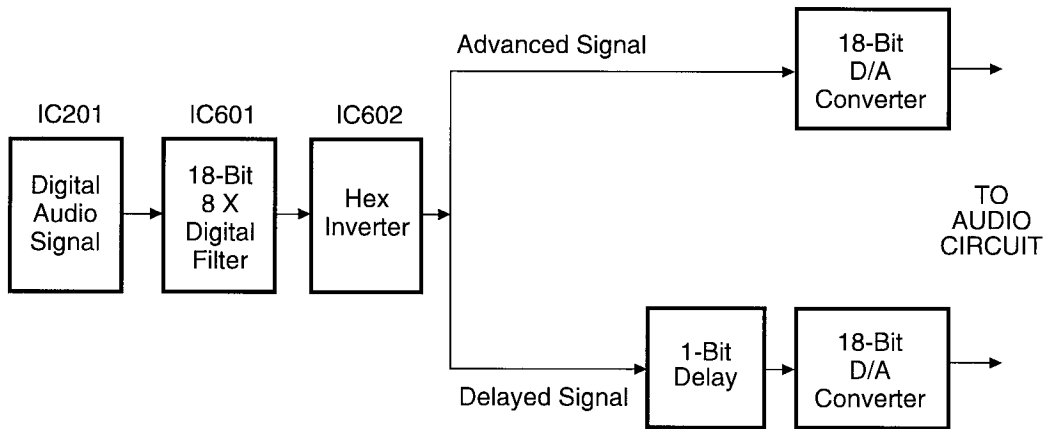 Advanced Signal
18-Bit
D/A
Converter
IC201
IC601
IC602
Digital
Audio
Signal
18-Bit
8 X
Digital
Filter
Hex
Inverter
TO
AUDIO
CIRCUIT
1-Bit
Delay
18-Bit
D/A
Converter
Delayed Signal